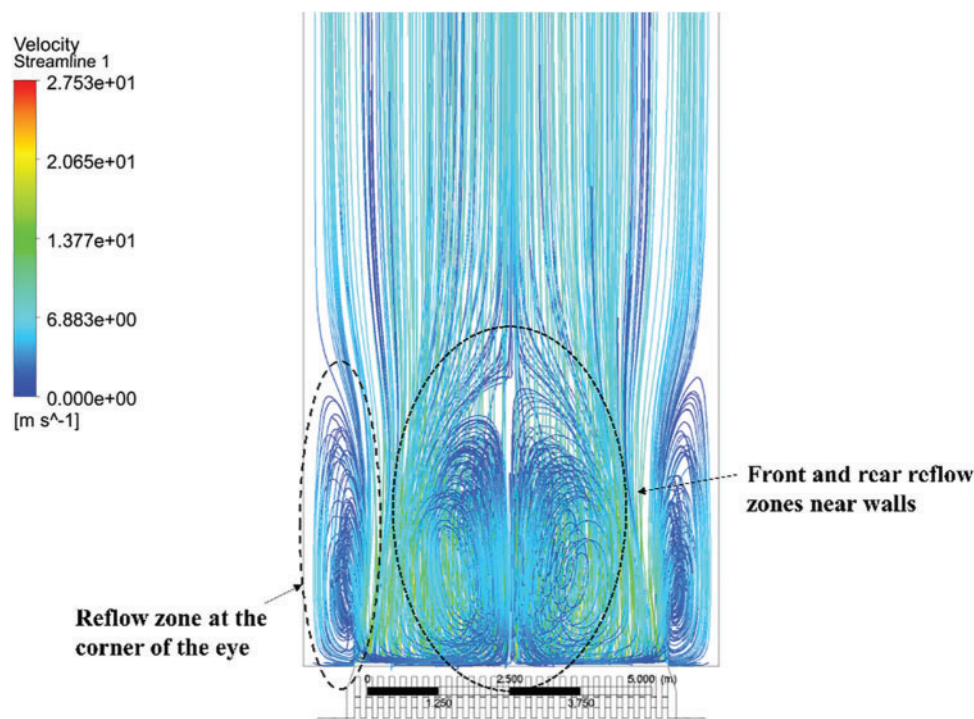 Velocity
Streamline 1
2.753e+01
2.065e+01
1.377e+01
6.883e+00
0.000e+00
[m s^-1]
Front and rear reflow
zones near walls
Reflow zone at the
corner of the eye
0 2.500 5.000 (m)
1.250 3.750